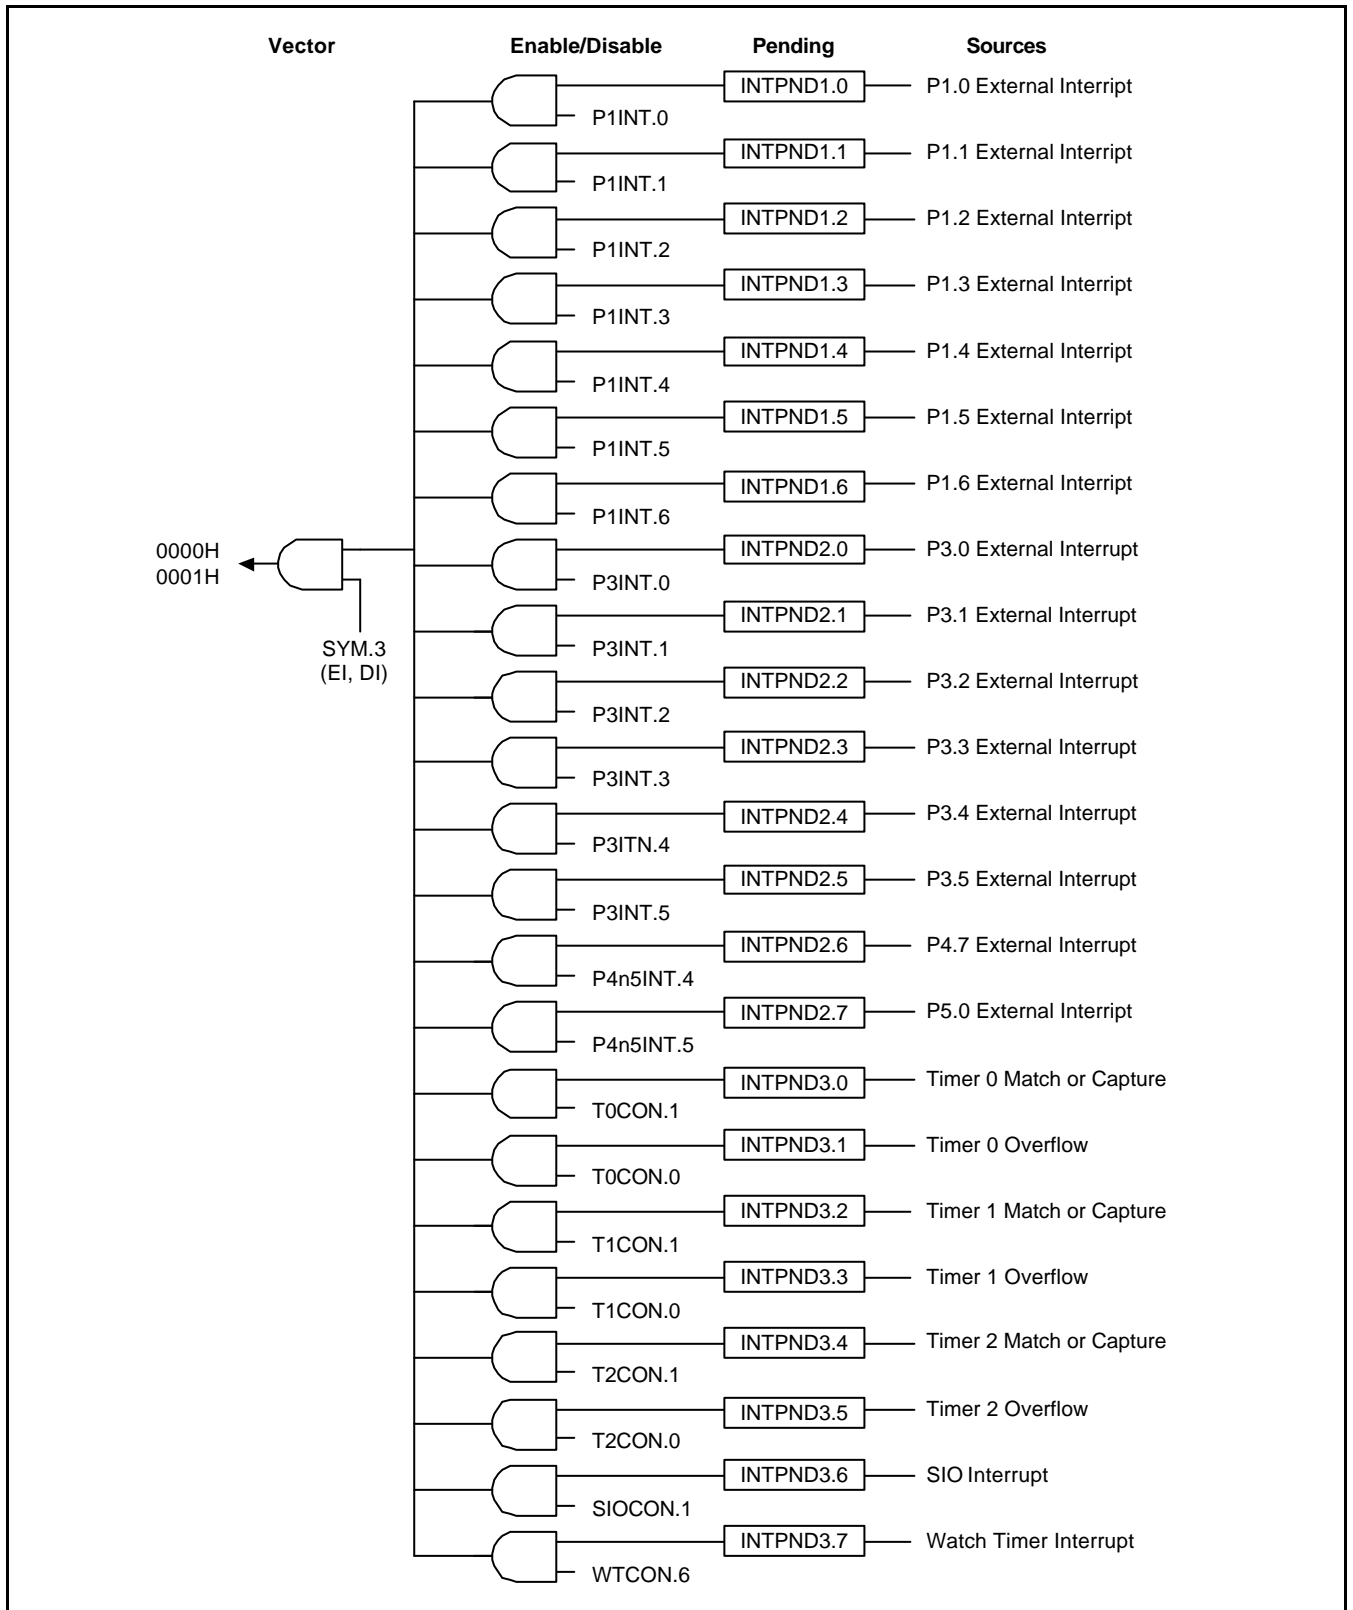 Vector Enable/Disable Pending Sources
INTPND1.0 P1.0 External Interript
P1INT.0
INTPND1.1 P1.1 External Interript
P1INT.1
INTPND1.2 P1.2 External Interript
P1INT.2
INTPND1.3 P1.3 External Interript
P1INT.3
INTPND1.4 P1.4 External Interript
P1INT.4
INTPND1.5 P1.5 External Interript
P1INT.5
INTPND1.6 P1.6 External Interript
P1INT.6
0000H
0001H
SYM.3
(EI, DI)
INTPND2.0 P3.0 External Interrupt
P3INT.0
INTPND2.1 P3.1 External Interrupt
P3INT.1
INTPND2.2 P3.2 External Interrupt
P3INT.2
INTPND2.3 P3.3 External Interrupt
P3INT.3
INTPND2.4 P3.4 External Interrupt
P3ITN.4
INTPND2.5 P3.5 External Interrupt
P3INT.5
INTPND2.6 P4.7 External Interrupt
P4n5INT.4
INTPND2.7 P5.0 External Interript
P4n5INT.5
INTPND3.0 Timer 0 Match or Capture
T0CON.1
INTPND3.1 Timer 0 Overflow
T0CON.0
INTPND3.2 Timer 1 Match or Capture
T1CON.1
INTPND3.3 Timer 1 Overflow
T1CON.0
INTPND3.4 Timer 2 Match or Capture
T2CON.1
INTPND3.5 Timer 2 Overflow
T2CON.0
INTPND3.6 SIO Interrupt
SIOCON.1
INTPND3.7 Watch Timer Interrupt
WTCON.6